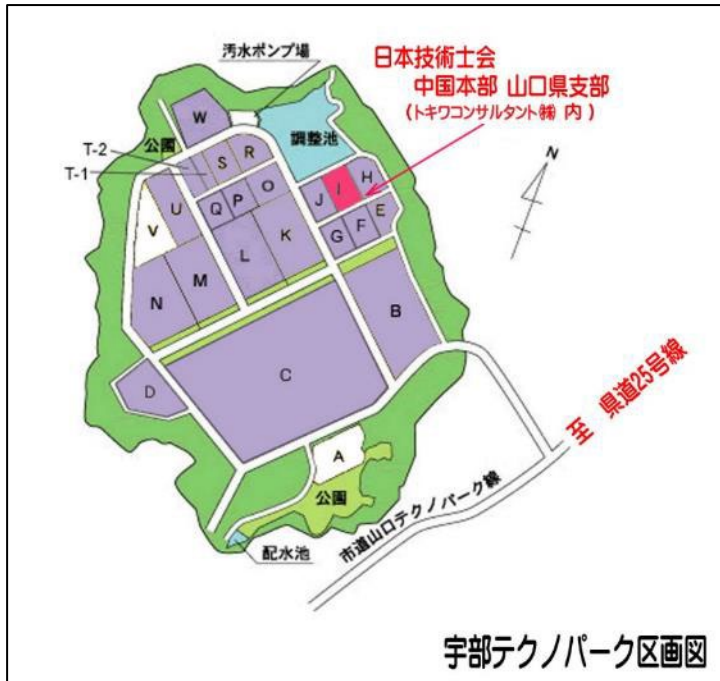 汚水ポンプ場
日本技術士会
中国本部 山口県支部
(トキワコンサルタント㈱ 内)
W
公園
調整池
T-2
T-1
S
R
N
H
I
J
O
P
Q
U
V
E
F
G
K
L
M
N
B
C
D
至 県道25号線
A
公園
配水池
市道山口テクノパーク線
宇部テクノパーク区画図